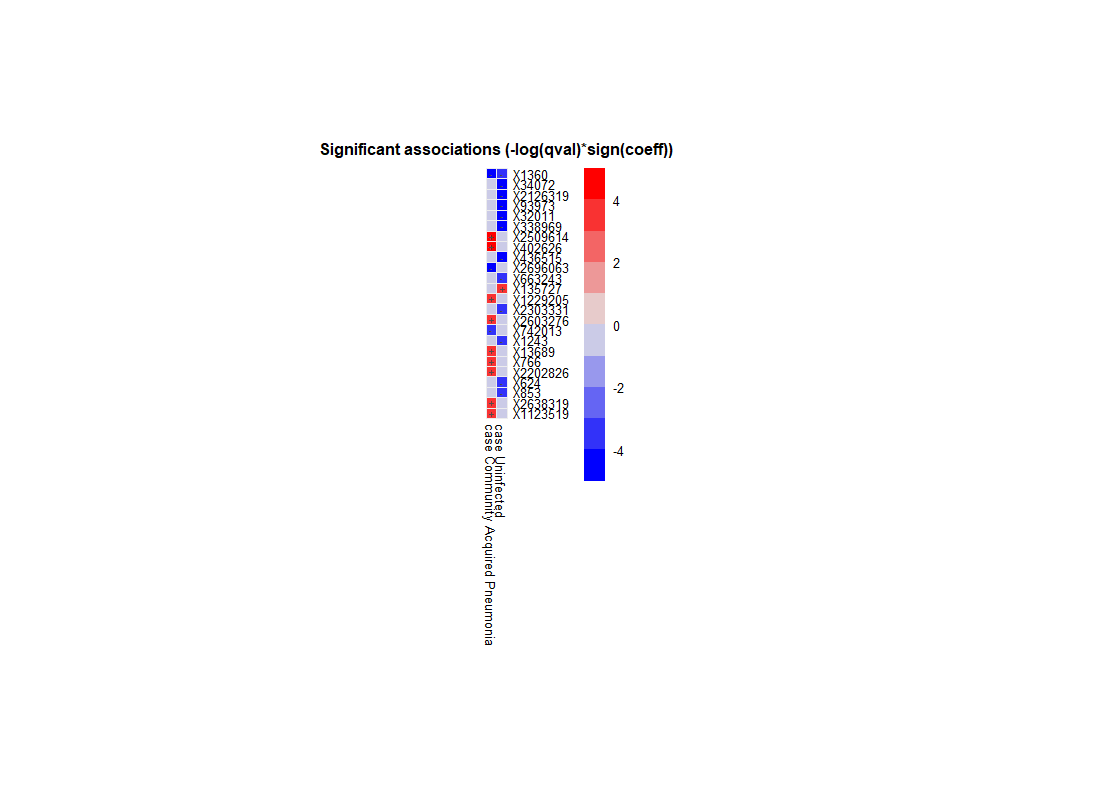 Significant associations (-log(qval)*sign(coeff))
X1360
X34072
X2126319
X93973
X32011
X338969
X2509614
X402626
X436515
X2696063
X663243
X135727
X1229205
X2303331
X2603276
X742013
X1243
X13689
X766
X2202826
X624
X853
X2638319
X1123519
4
2
0
-2
-4
case Uninfected
case Community Acquired Pneumonia